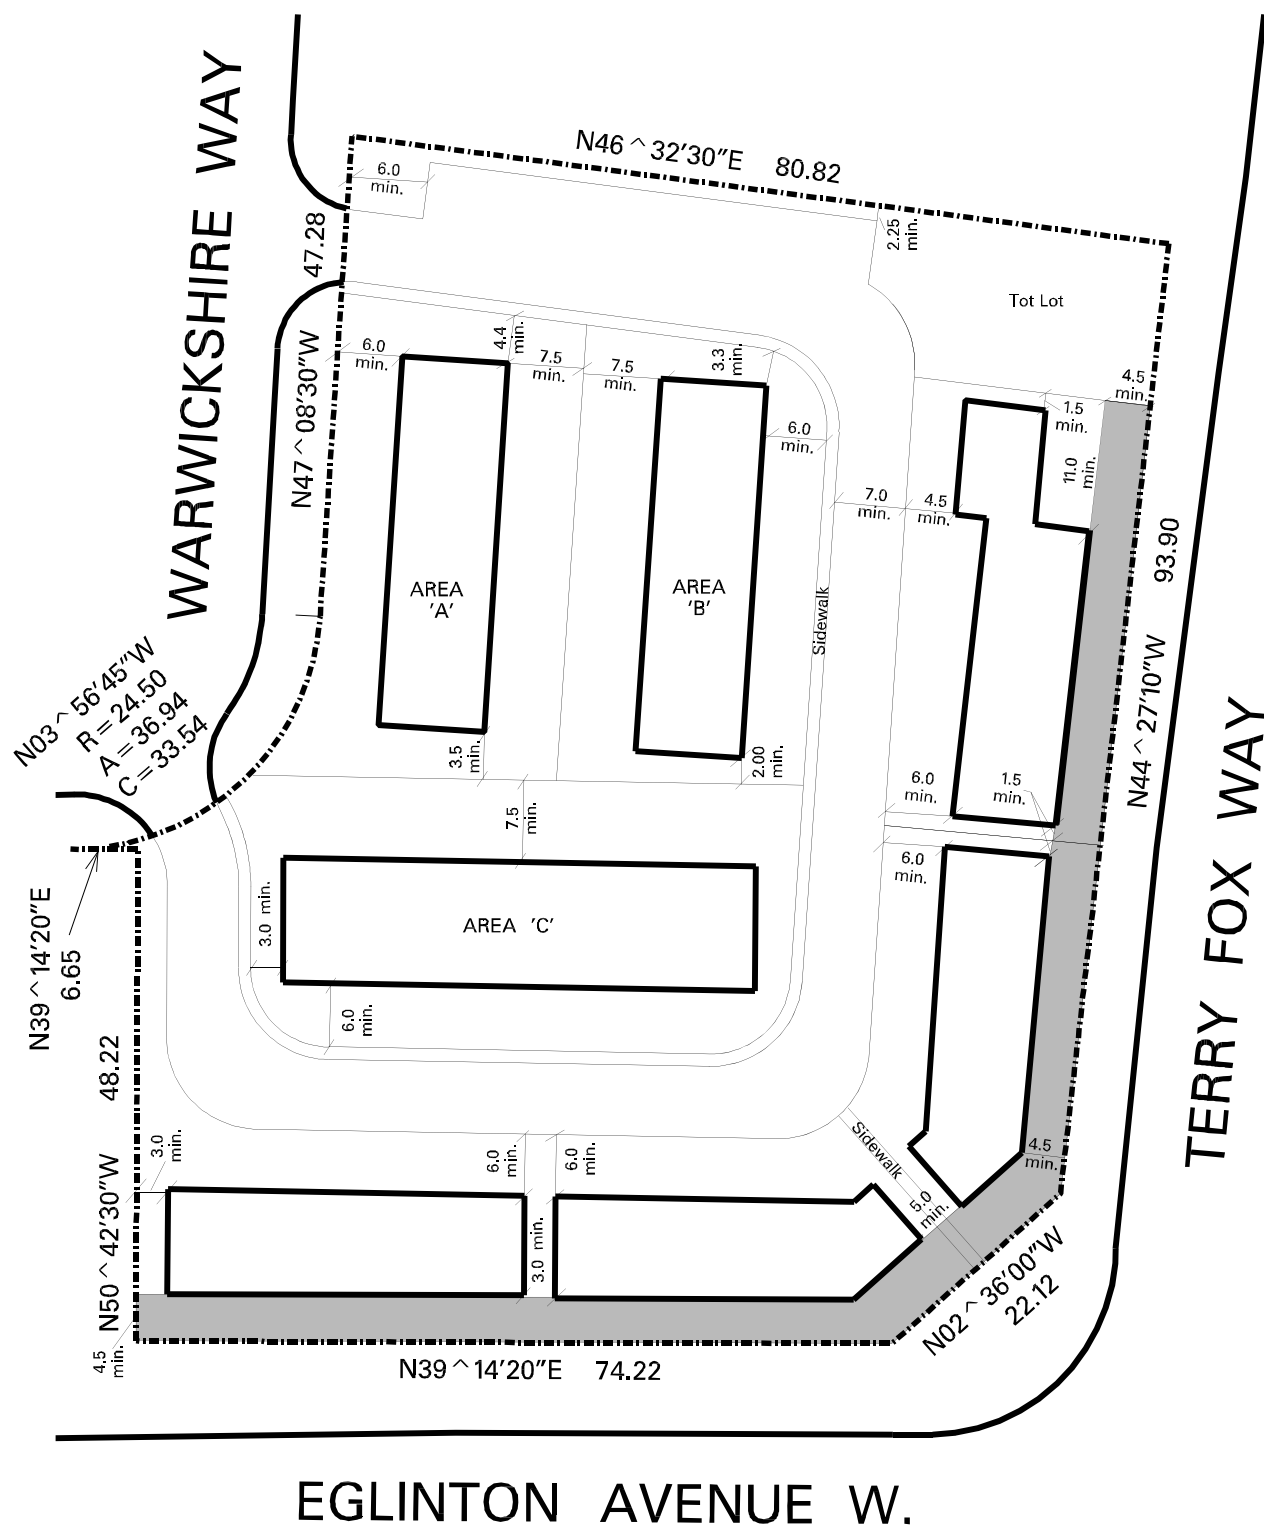 WARWICKSHIRE WAY
N46^32'30"E 80.82
6.0
min.
47.28
2.25
min.
Tot Lot
N47^08'30"W
6.0
min.
4.4
min.
7.5
min.
7.5
min.
3.3
min.
4.5
min.
1.5
min.
11.0
min.
6.0
min.
7.0
min.
4.5
min.
93.90
N44^27'10"W
AREA
'A'
AREA
'B'
Sidewalk
N03^56'45"W
R=24.50
A=36.94
C=33.54
3.5
min.
2.00
min.
6.0
min.
1.5
min.
7.5
min.
6.0
min.
TERRY FOX WAY
N39^14'20"E
6.65
3.0 min.
AREA 'C'
6.0
min.
48.22
N50^42'30"W
3.0
min.
6.0
min.
6.0
min.
Sidewalk
4.5
min.
5.0
min.
3.0 min.
N02^36'00"W
22.12
4.5
min.
N39^14'20"E 74.22
EGLINTON AVENUE W.